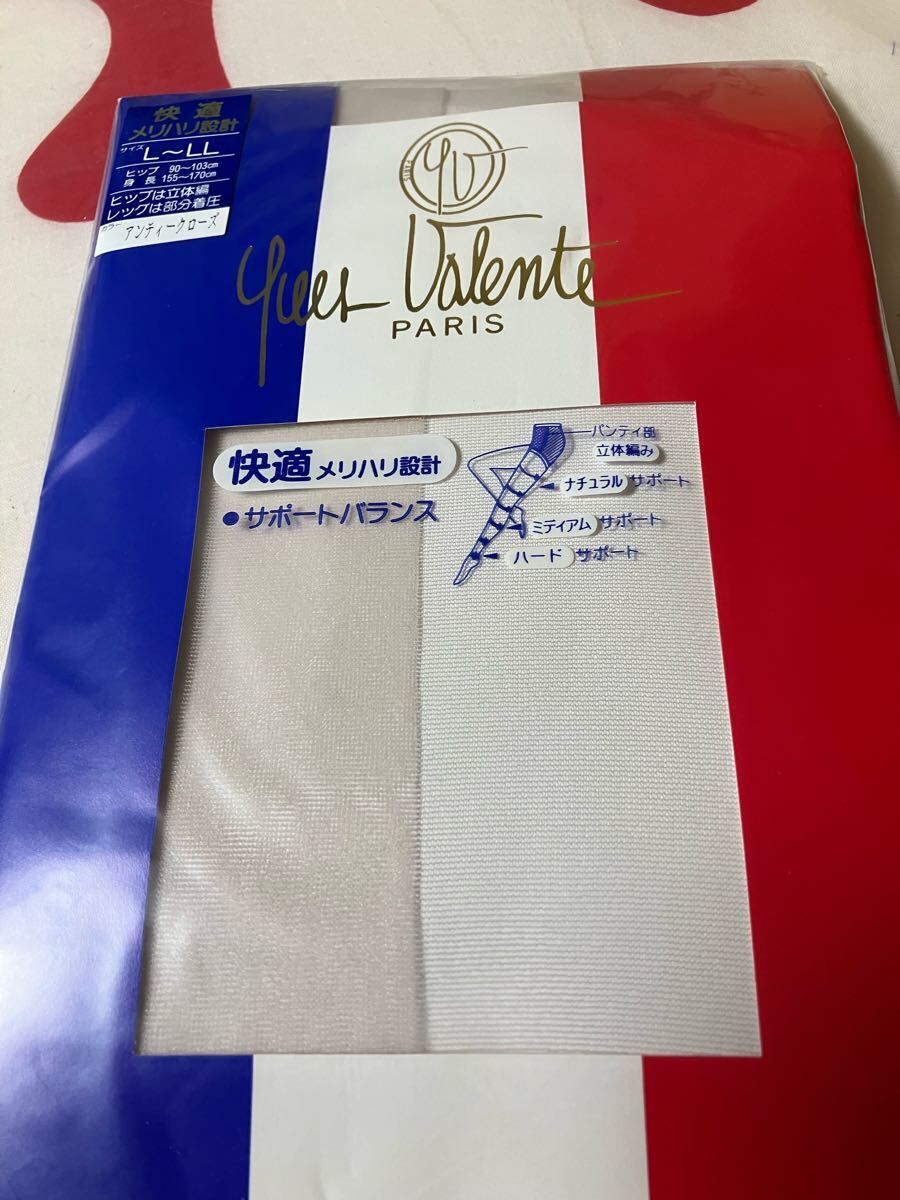 快適
メリハリ設計
サイズ L～LL
ヒップ 90～103cm
身長 155～170cm
ヒップは立体編
レッグは部分着圧
カラー アンティークローズ
PARIS
YV
Yves Valente
PARIS
快適メリハリ設計
●サポートバランス
パンティ部
立体編み
ナチュラルサポート
ミディアムサポート
ハードサポート